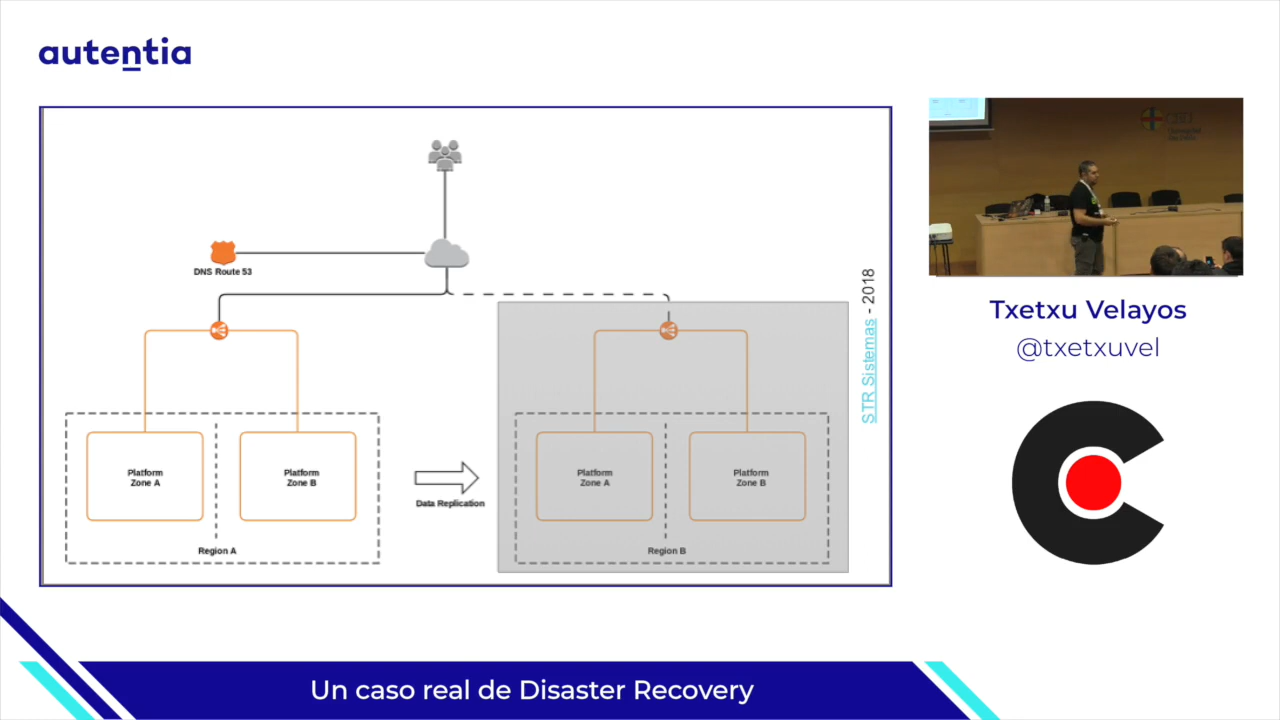 autentia
DNS Route 53
STR Sistemas - 2018
Platform
Zone A
Platform
Zone B
Region A
Data Replication
Platform
Zone A
Platform
Zone B
Region B
Txetxu Velayos
@txetxuvel
Un caso real de Disaster Recovery